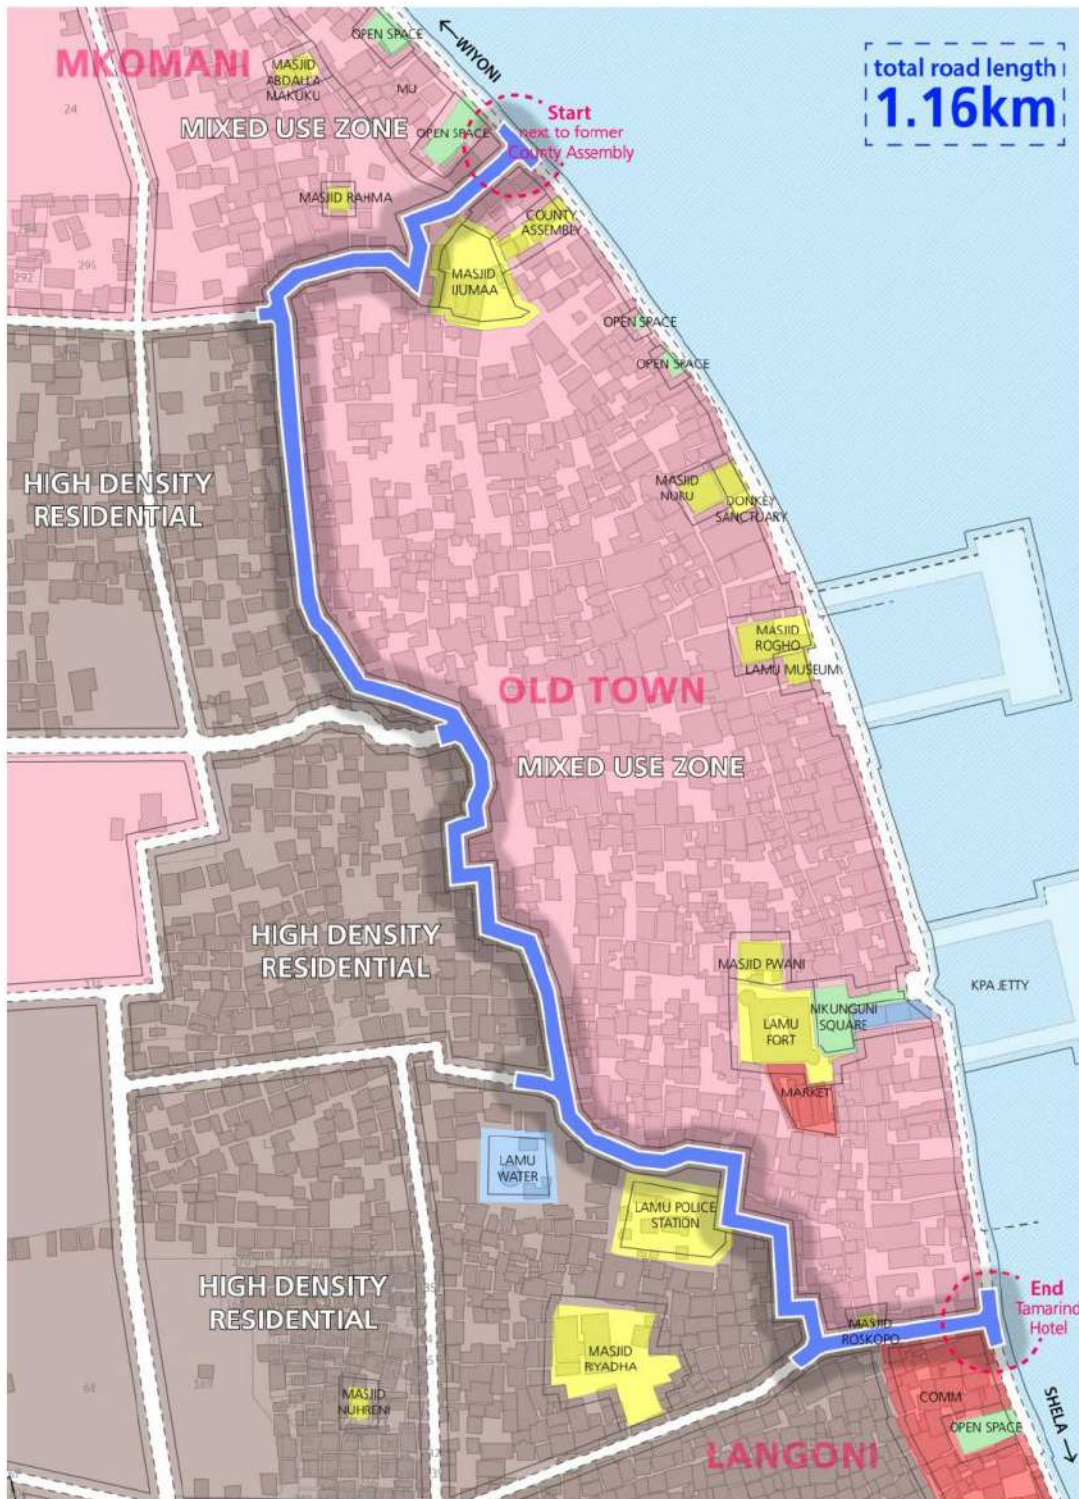 OPEN SPACE
WIYONI
MKOMANI
MASJID
ABDALLA
MAKUKU
MU
total road length
1.16km
24
MIXED USE ZONE
OPEN SPACE
Start
next to former
County Assembly
MASJID RAHMA
COUNTY
ASSEMBLY
295
292
MASJID
IJUMAA
OPEN SPACE
OPEN SPACE
HIGH DENSITY
RESIDENTIAL
MASJID
NURU
DONKEY
SANCTUARY
MASJID
ROGHO
LAMU MUSEUM
OLD TOWN
MIXED USE ZONE
HIGH DENSITY
RESIDENTIAL
MASJID PWANI
KPA JETTY
MKUNGUNI
SQUARE
LAMU
FORT
MARKET
LAMU
WATER
LAMU POLICE
STATION
HIGH DENSITY
RESIDENTIAL
End
Tamarind
Hotel
MASJID
ROSKOPO
MASJID
RIYADHA
MASJID
NUHRENI
68
COMM
OPEN SPACE
SHELA
LANGONI